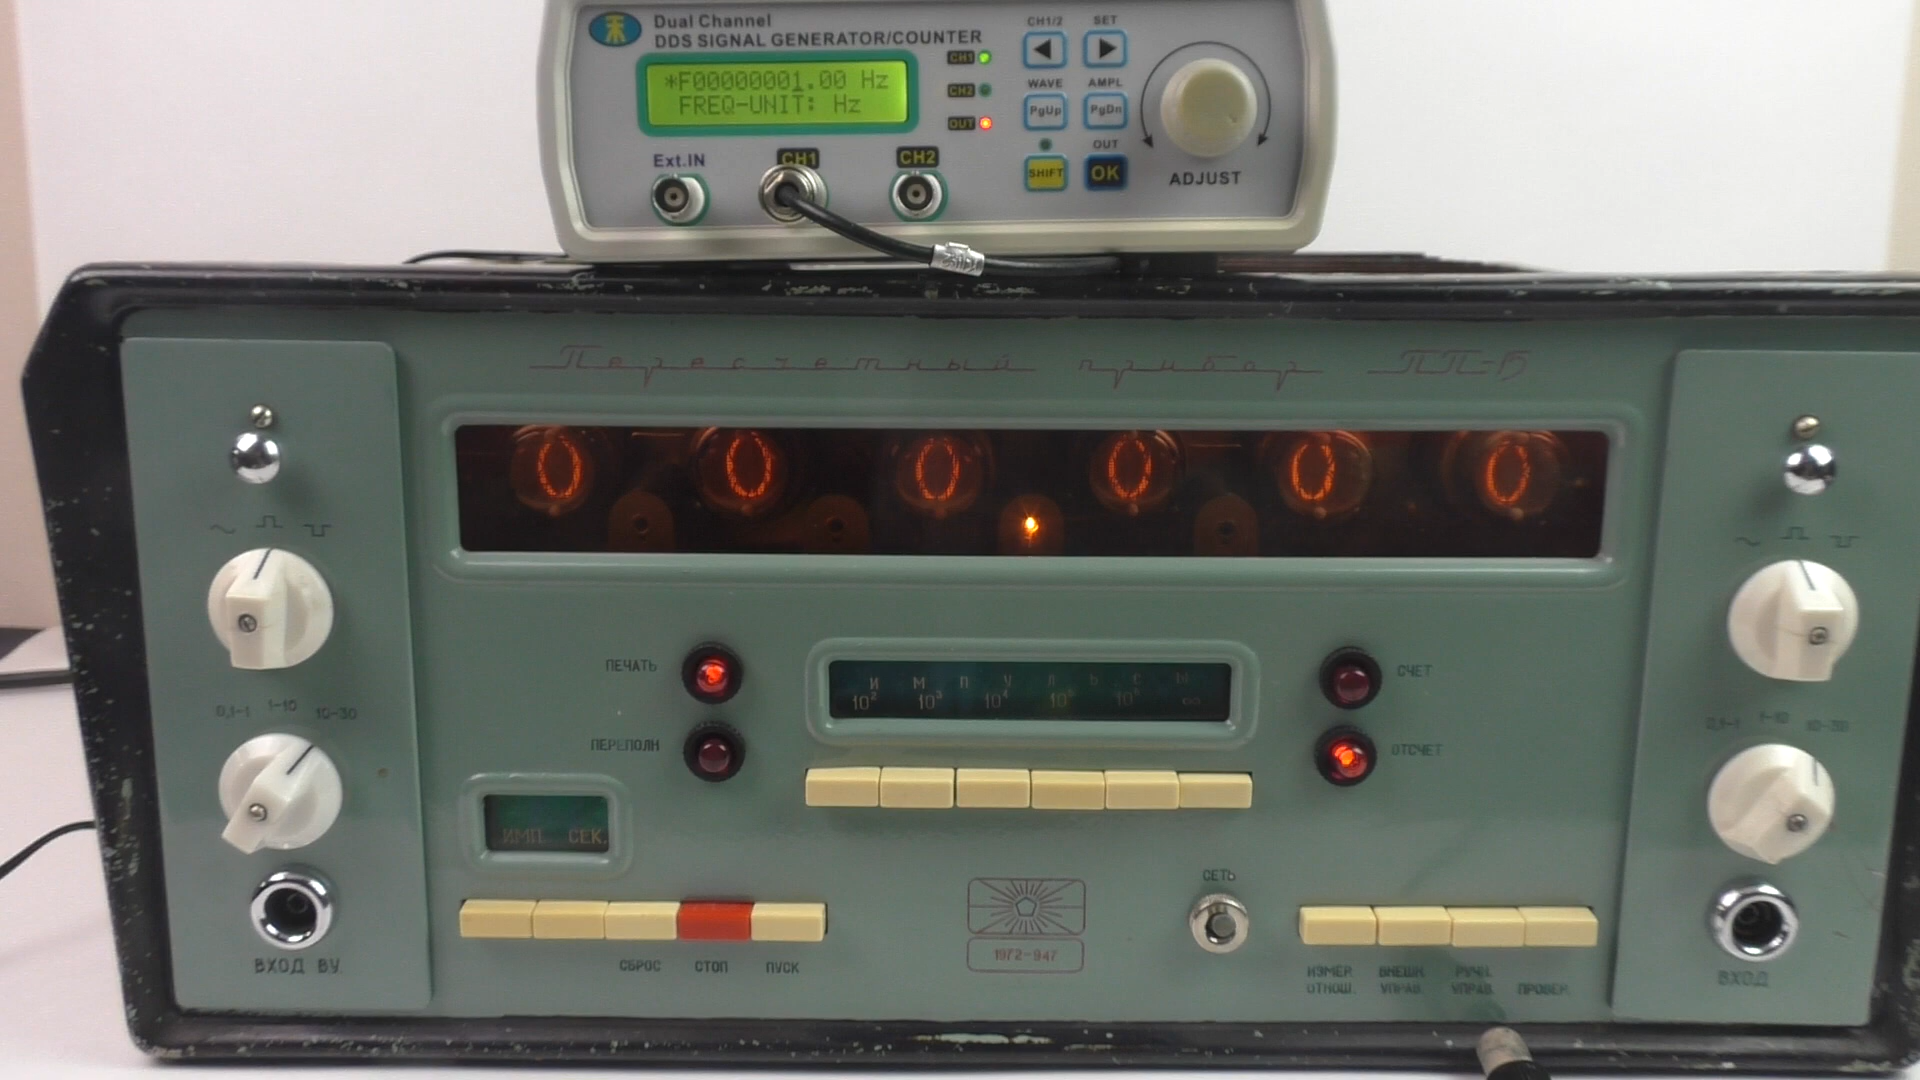 Dual Channel
DDS SIGNAL GENERATOR/COUNTER
*F00000001.00 Hz
FREQ-UNIT: Hz
CH1
CH2
OUT
CH1/2
SET
WAVE
AMPL
PgUp
PgDn
OUT
SHIFT
OK
ADJUST
Ext.IN
CH1
CH2
Пересчетный прибор ПП-Б
0 0 0 0 0 0
0,1-1 1-10 10-30
ВХОД ВУ.
ПЕЧАТЬ
ПЕРЕПОЛН
ИМПУЛЬСЫ
10² 10³ 10⁴ 10⁵ 10⁶ ∞
СЧЕТ
ОТСЧЕТ
ИМП. СЕК.
СБРОС СТОП ПУСК
1972-947
СЕТЬ
ИЗМЕР. ВНЕШН. РУЧН.
ОТНОШ. УПРАВ. УПРАВ. ПРОВЕР.
0,1-1 1-10 10-30
ВХОД